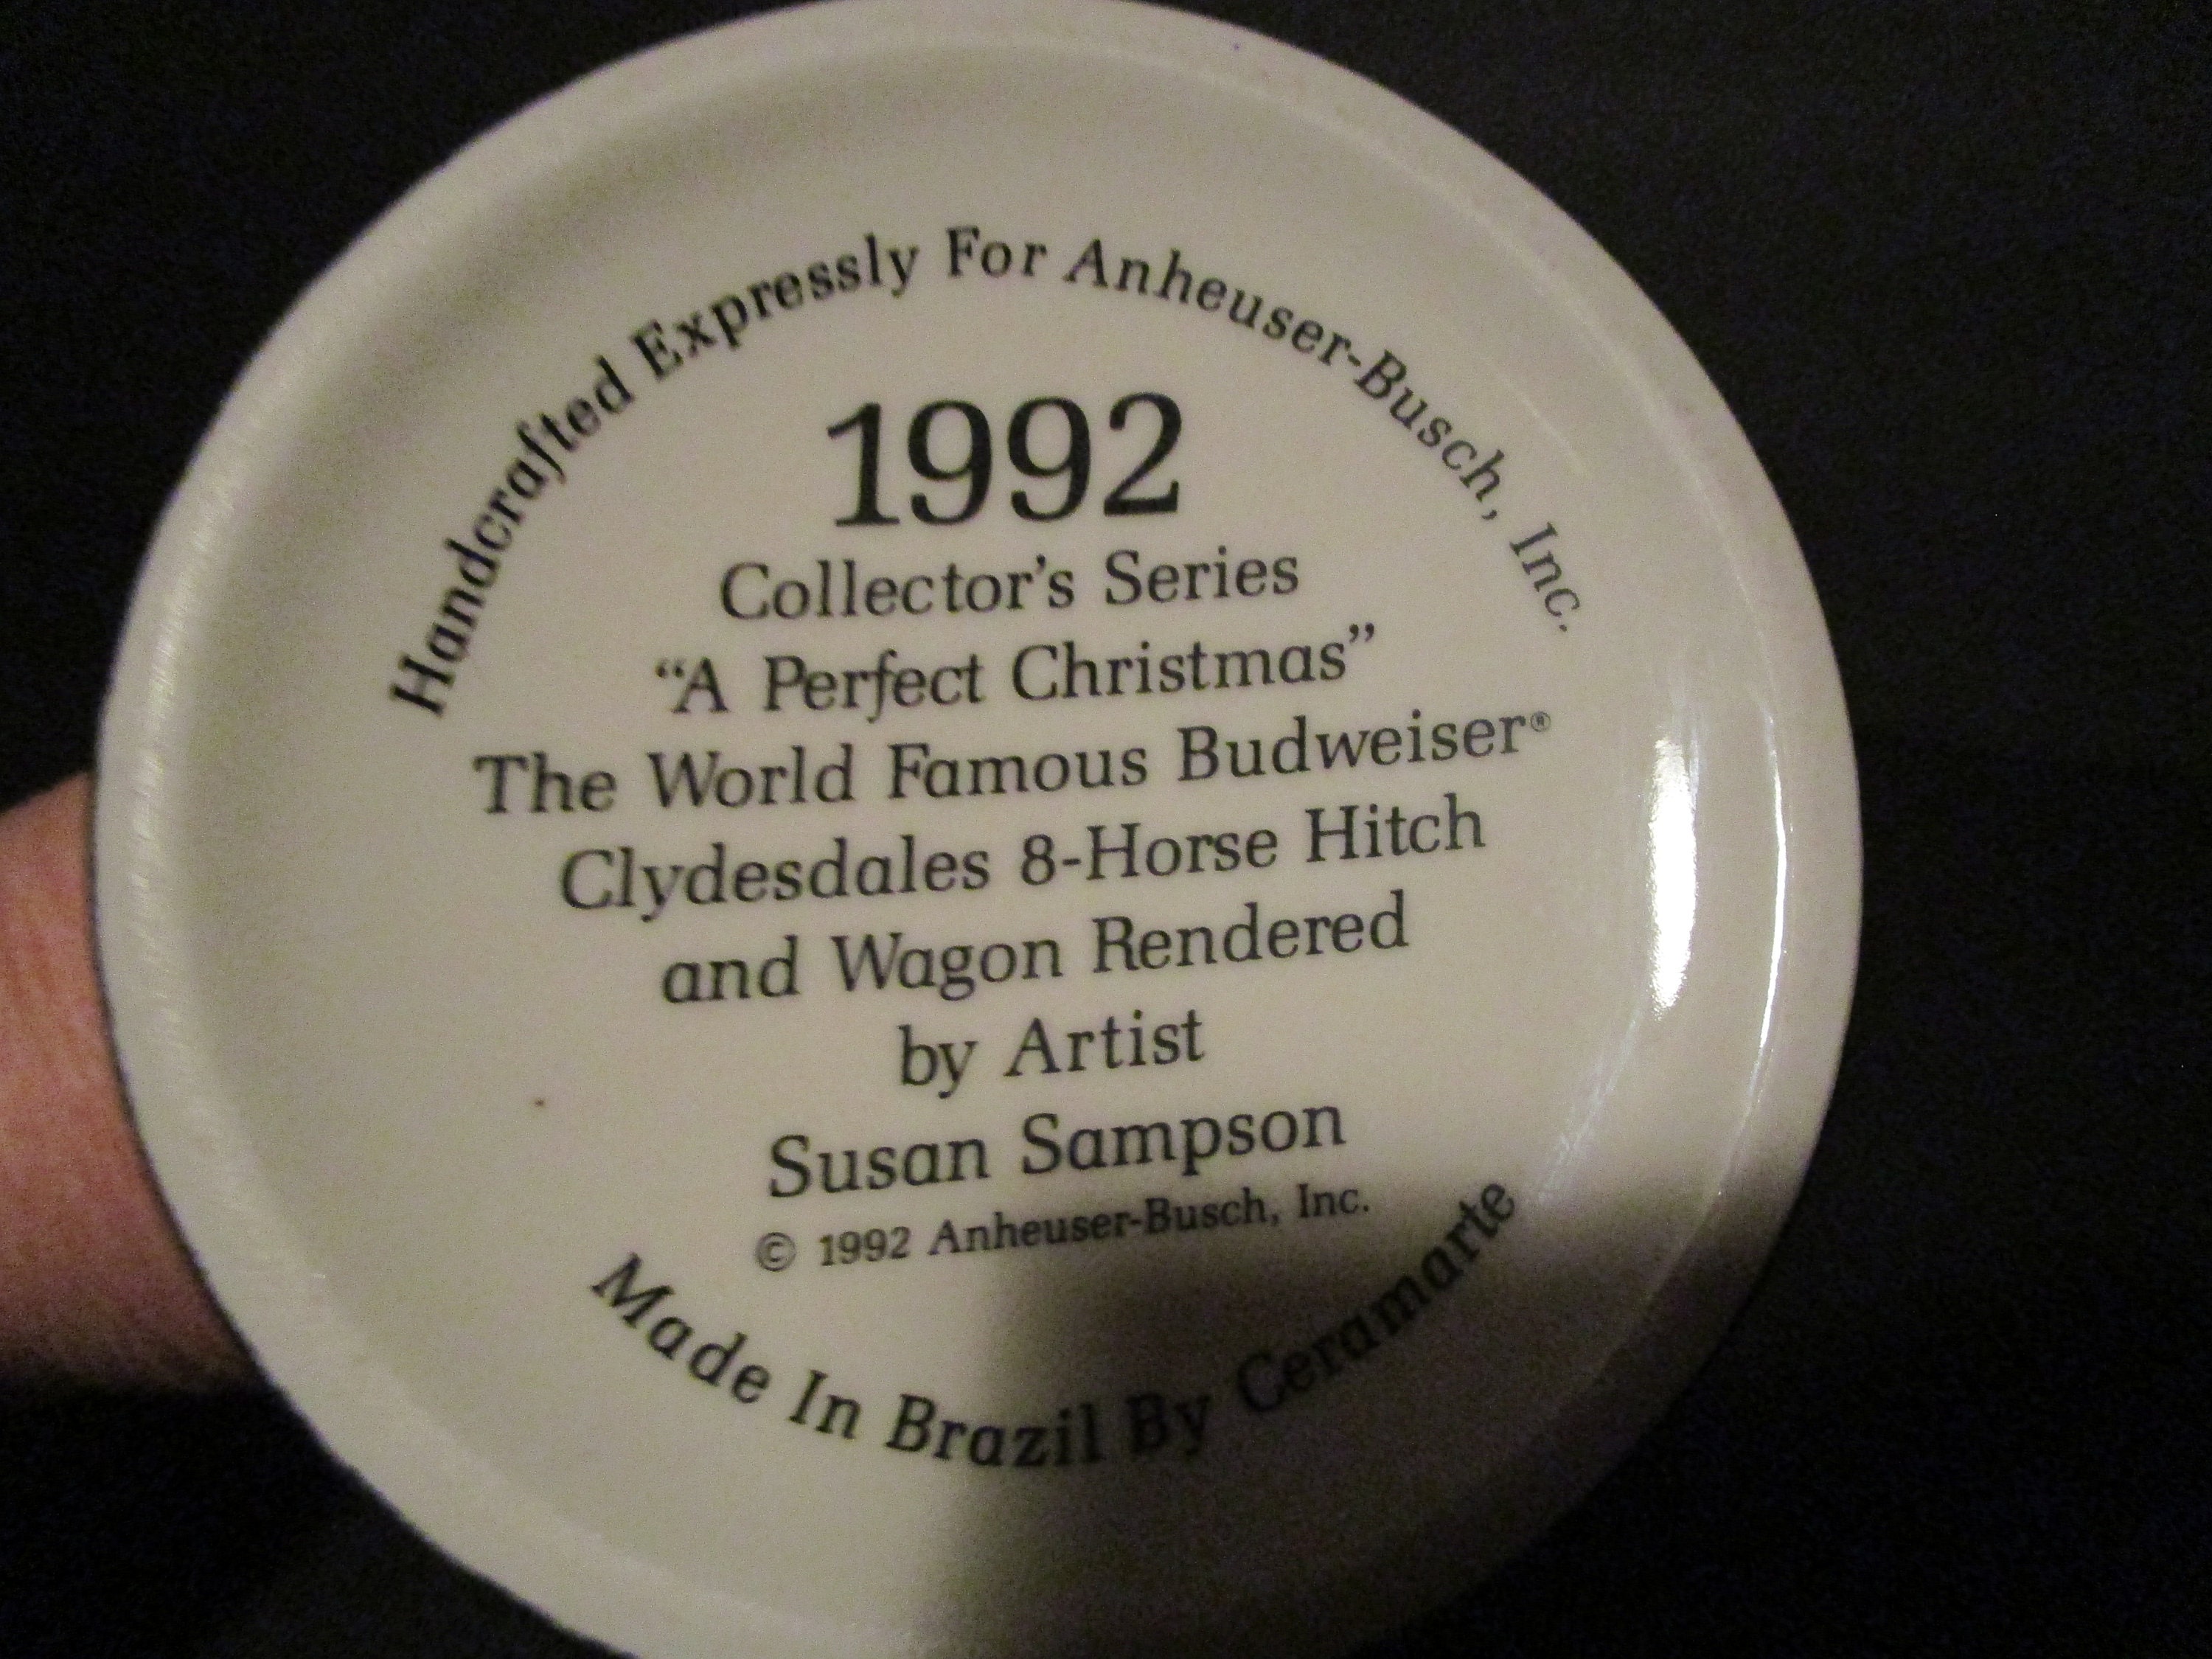 Handcrafted Expressly For Anheuser-Busch, Inc.
1992
Collector's Series
“A Perfect Christmas”
The World Famous Budweiser®
Clydesdales 8-Horse Hitch
and Wagon Rendered
by Artist
Susan Sampson
© 1992 Anheuser-Busch, Inc.
Made In Brazil By Ceramarte